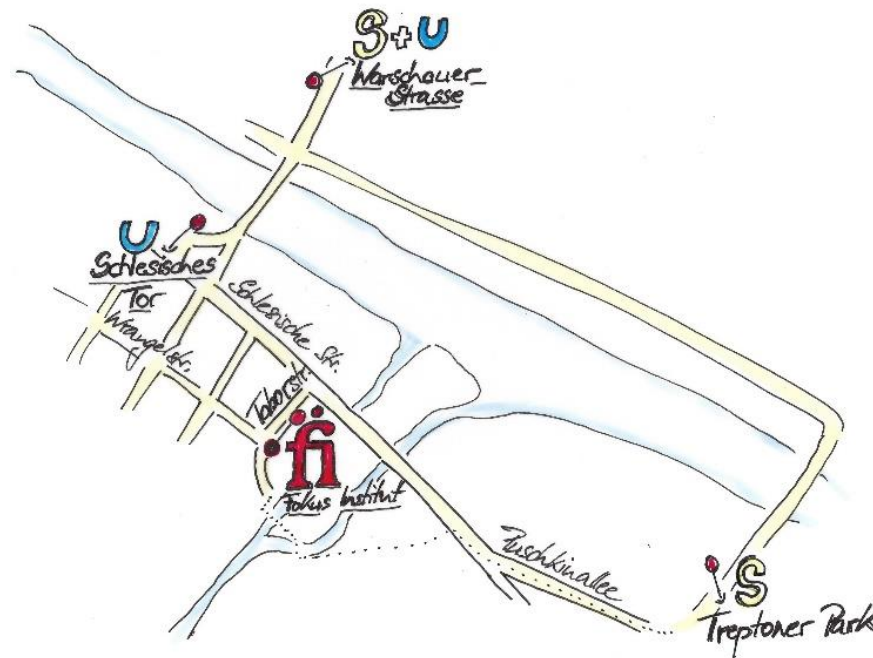 S+U
Warschauer-
Strasse
U
Schlesisches
Tor
Wrangelstr.
Schlesische Str.
Taborstr.
fi
Fokus Institut
Puschkinallee
S
Treptower Park